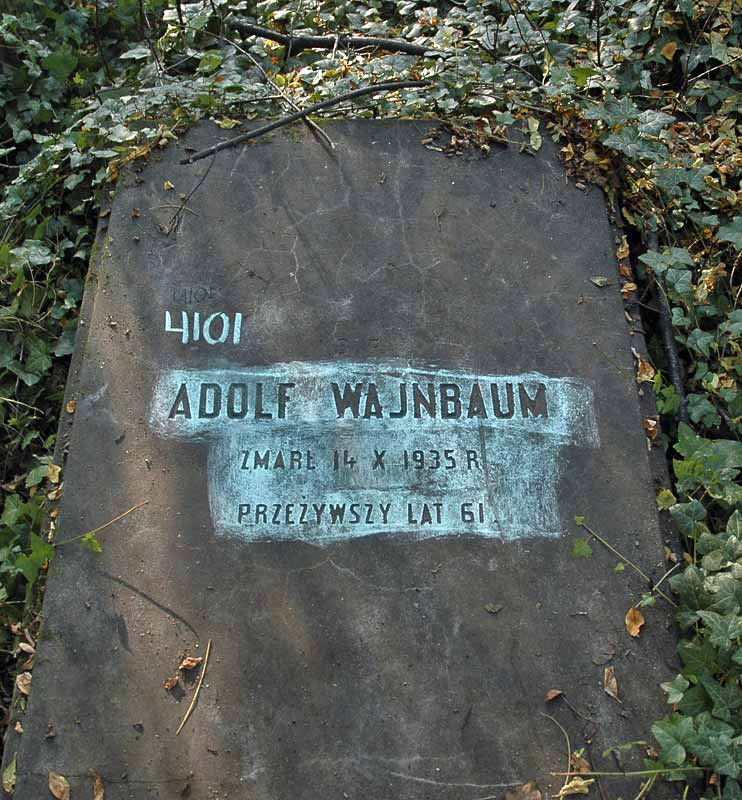 4101
ADOLF WAJNBAUM
ZMARŁ 14 X 1935 R
PRZEŻYWSZY LAT 61